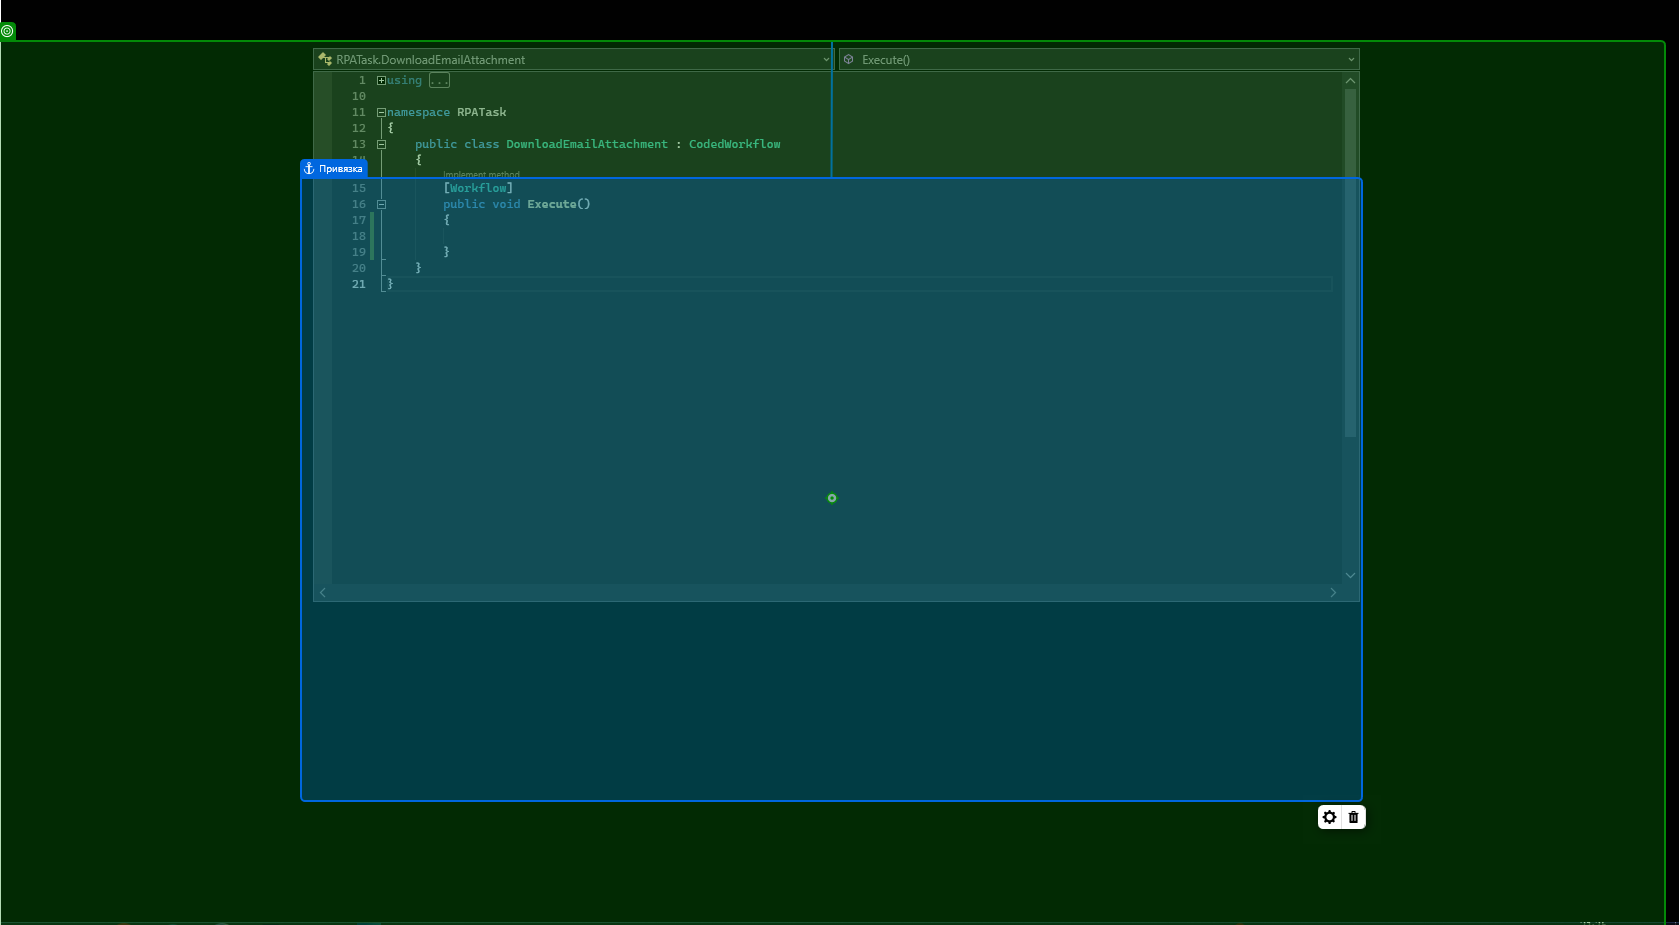 RPATask.DownloadEmailAttachment Execute()
1 using ...
10
11 namespace RPATask
12 {
13 public class DownloadEmailAttachment : CodedWorkflow
14 {
Привязка
Implement method
15 [Workflow]
16 public void Execute()
17 {
18
19 }
20 }
21 }